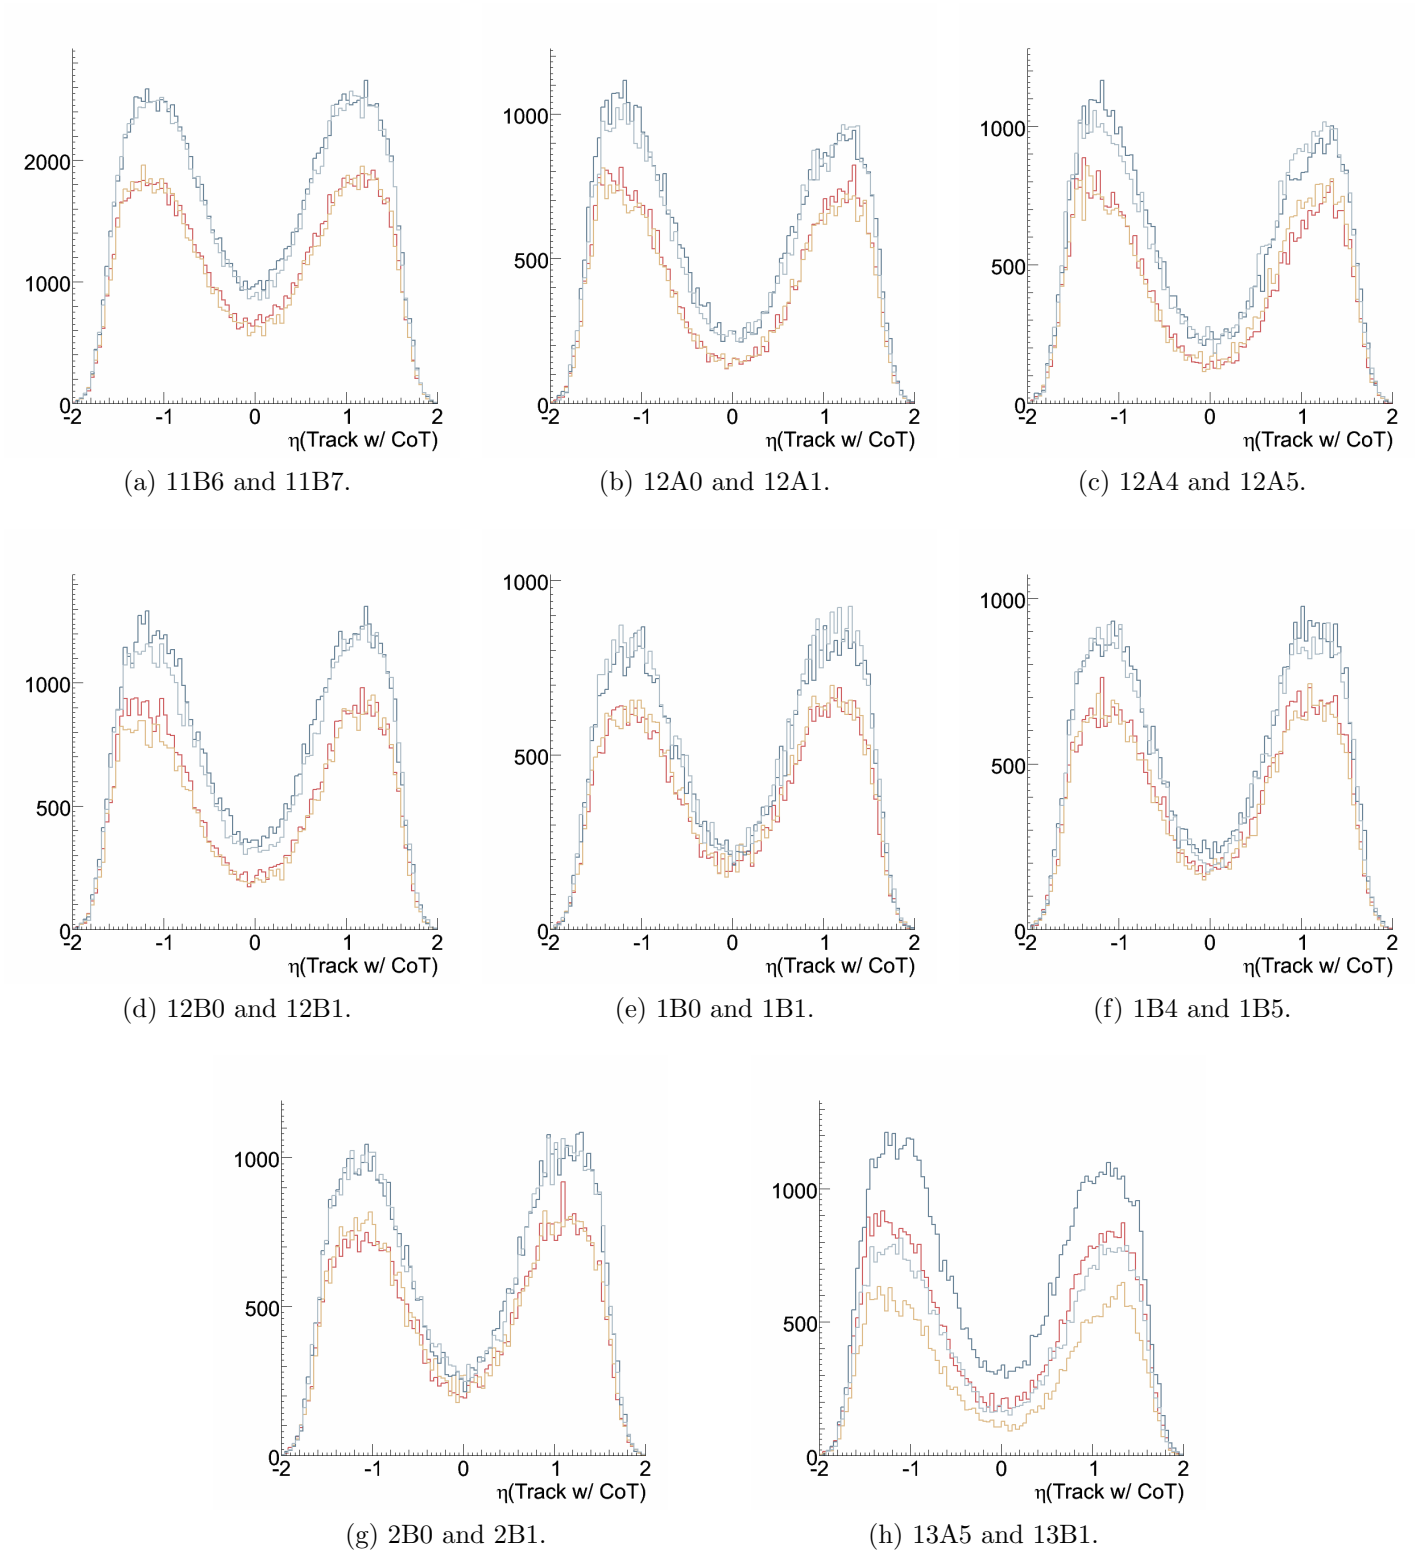 2000
1000
0
-2 -1 0 1 2
η(Track w/ CoT)
(a) 11B6 and 11B7.
1000
500
0
-2 -1 0 1 2
η(Track w/ CoT)
(b) 12A0 and 12A1.
1000
500
0
-2 -1 0 1 2
η(Track w/ CoT)
(c) 12A4 and 12A5.
1000
500
0
-2 -1 0 1 2
η(Track w/ CoT)
(d) 12B0 and 12B1.
1000
500
0
-2 -1 0 1 2
η(Track w/ CoT)
(e) 1B0 and 1B1.
1000
500
0
-2 -1 0 1 2
η(Track w/ CoT)
(f) 1B4 and 1B5.
1000
500
0
-2 -1 0 1 2
η(Track w/ CoT)
(g) 2B0 and 2B1.
1000
500
0
-2 -1 0 1 2
η(Track w/ CoT)
(h) 13A5 and 13B1.